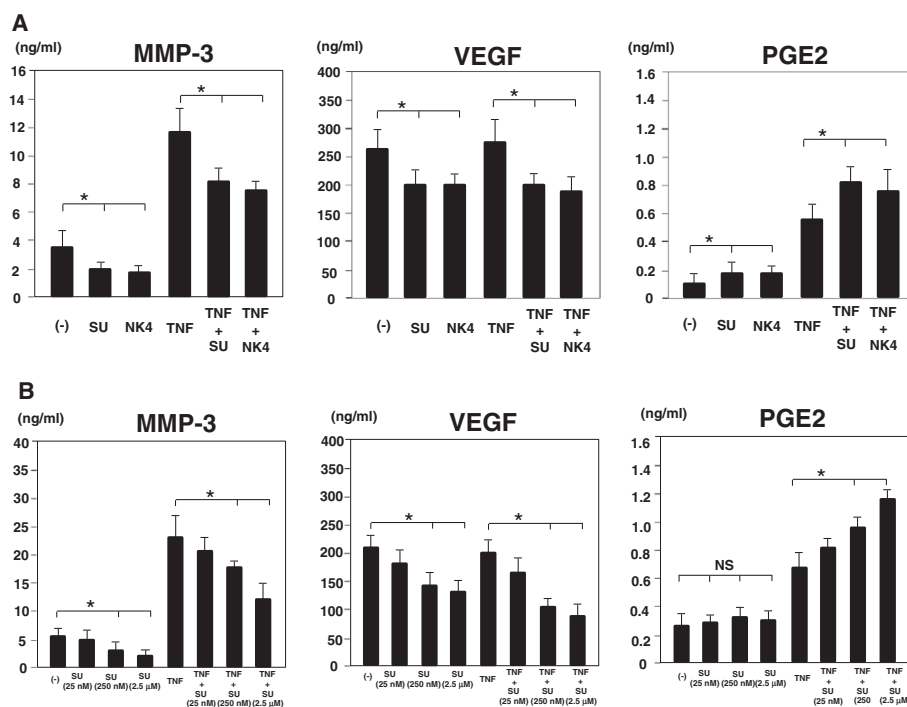 A
(ng/ml)
MMP-3
16
14
12
10
8
6
4
2
0
*
*
(-)
SU
NK4
TNF
TNF
+
SU
TNF
+
NK4
(ng/ml)
VEGF
400
350
300
250
200
150
100
50
0
*
*
(-)
SU
NK4
TNF
TNF
+
SU
TNF
+
NK4
(ng/ml)
PGE2
1.6
1.4
1.2
1.0
0.8
0.6
0.4
0.2
0
*
*
(-)
SU
NK4
TNF
TNF
+
SU
TNF
+
NK4
B
(ng/ml)
MMP-3
40
35
30
25
20
15
10
5
0
*
*
(-)
SU
(25 nM)
SU
(250 nM)
SU
(2.5 µM)
TNF
TNF
+
SU
(25 nM)
TNF
+
SU
(250 nM)
TNF
+
SU
(2.5 µM)
(ng/ml)
VEGF
400
350
300
250
200
150
100
50
0
*
*
(-)
SU
(25 nM)
SU
(250 nM)
SU
(2.5 µM)
TNF
TNF
+
SU
(25 nM)
TNF
+
SU
(250 nM)
TNF
+
SU
(2.5 µM)
(ng/ml)
PGE2
1.6
1.4
1.2
1.0
0.8
0.6
0.4
0.2
0
NS
*
(-)
SU
(25 nM)
SU
(250 nM)
SU
(2.5 µM)
TNF
TNF
+
SU
(25 nM)
TNF
+
SU
(250
TNF
+
SU
(2.5 µM)